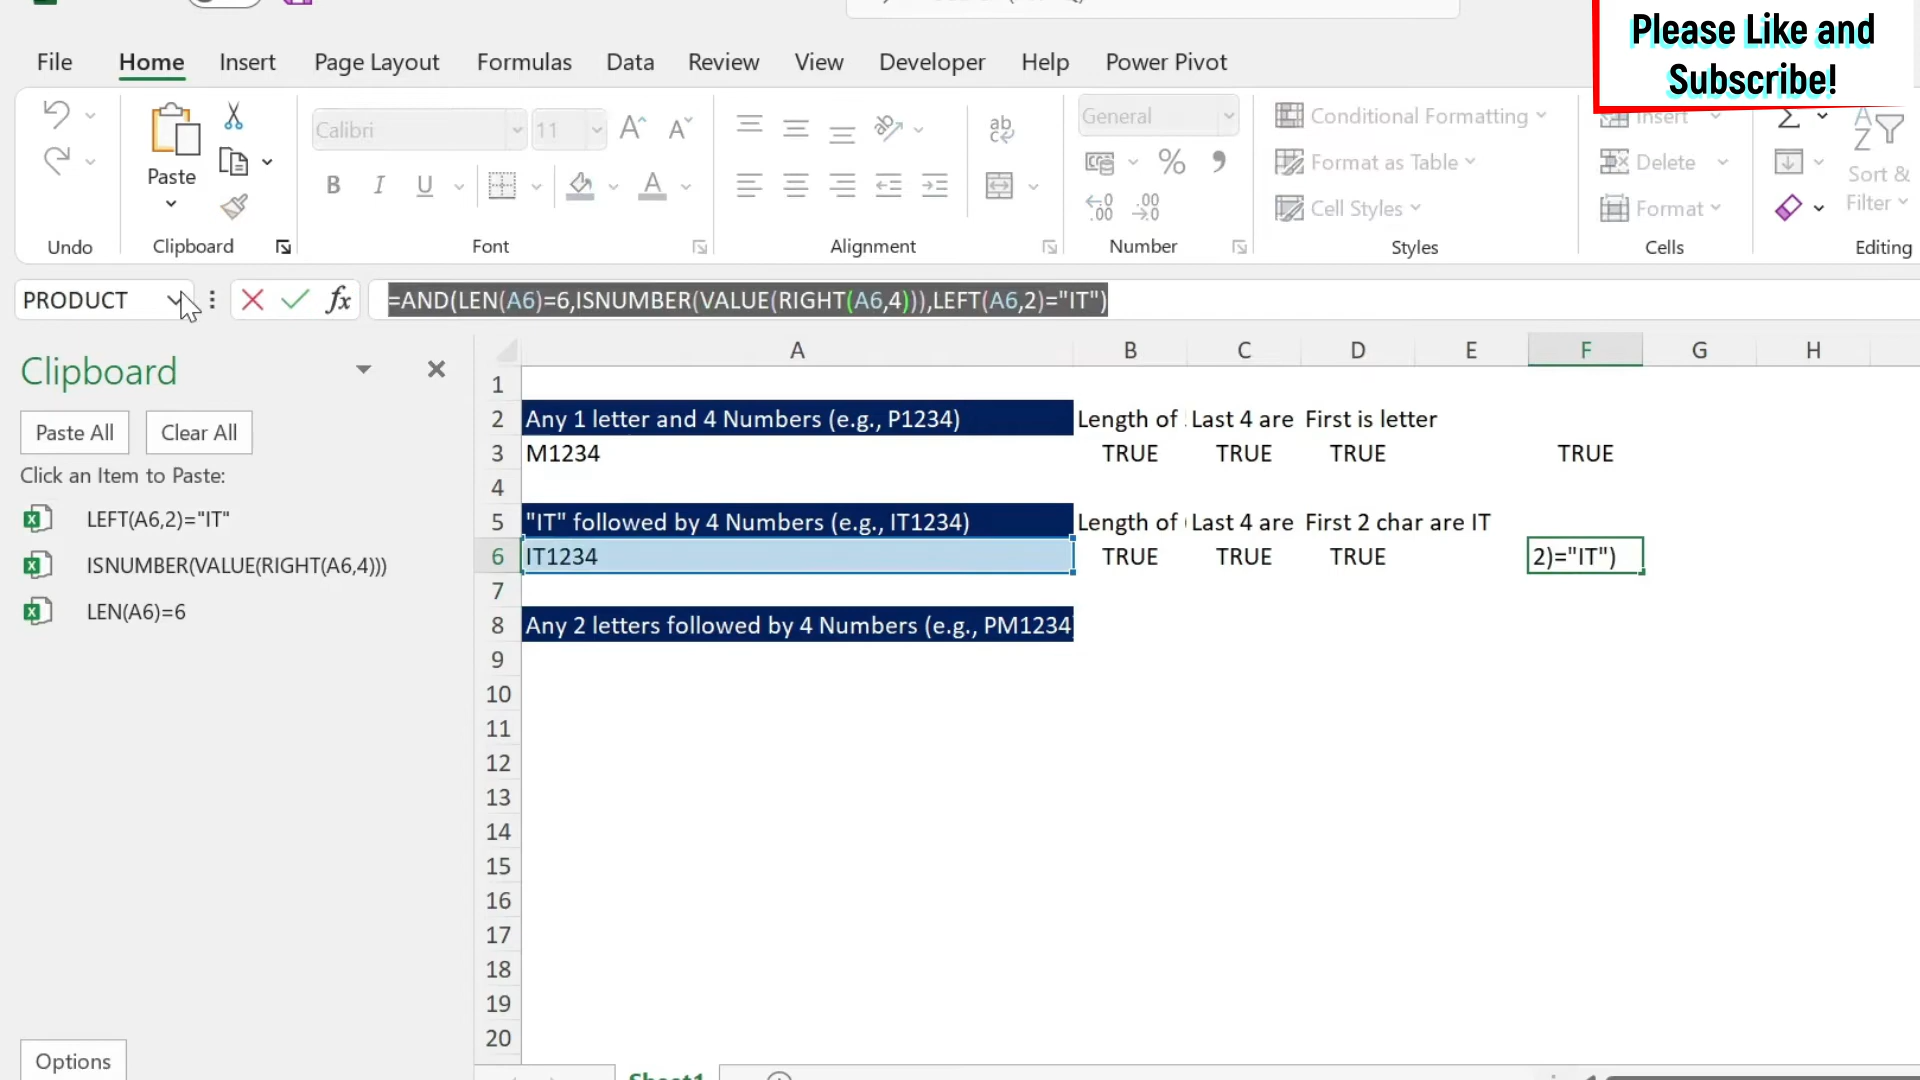 Please Like and
Subscribe!
File Home Insert Page Layout Formulas Data Review View Developer Help Power Pivot
Calibri 11 General Conditional Formatting Insert
Paste % Format as Table Delete Sort &
B I U A Cell Styles Format Filter
Undo Clipboard Font Alignment Number Styles Cells Editing
PRODUCT fx =AND(LEN(A6)=6,ISNUMBER(VALUE(RIGHT(A6,4))),LEFT(A6,2)="IT")
Clipboard
Paste All Clear All
Click an Item to Paste:
LEFT(A6,2)="IT"
ISNUMBER(VALUE(RIGHT(A6,4)))
LEN(A6)=6
Options
A B C D E F G H
1
2 Any 1 letter and 4 Numbers (e.g., P1234) Length of Last 4 are First is letter
3 M1234 TRUE TRUE TRUE TRUE
4
5 "IT" followed by 4 Numbers (e.g., IT1234) Length of Last 4 are First 2 char are IT
6 IT1234 TRUE TRUE TRUE 2)="IT")
7
8 Any 2 letters followed by 4 Numbers (e.g., PM1234
9
10
11
12
13
14
15
16
17
18
19
20
Sheet1